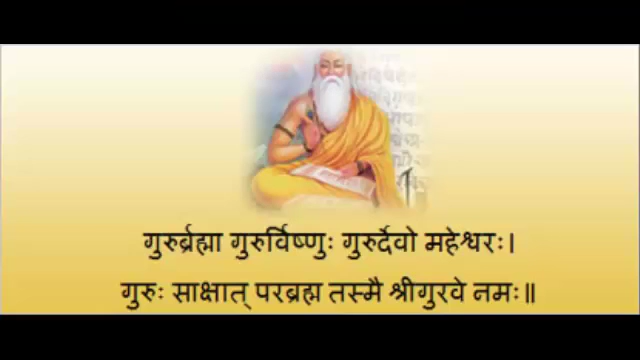 गुरुर्ब्रह्मा गुरुर्विष्णुः गुरुर्देवो महेश्वरः।
गुरुः साक्षात् परब्रह्म तस्मै श्रीगुरवे नमः॥